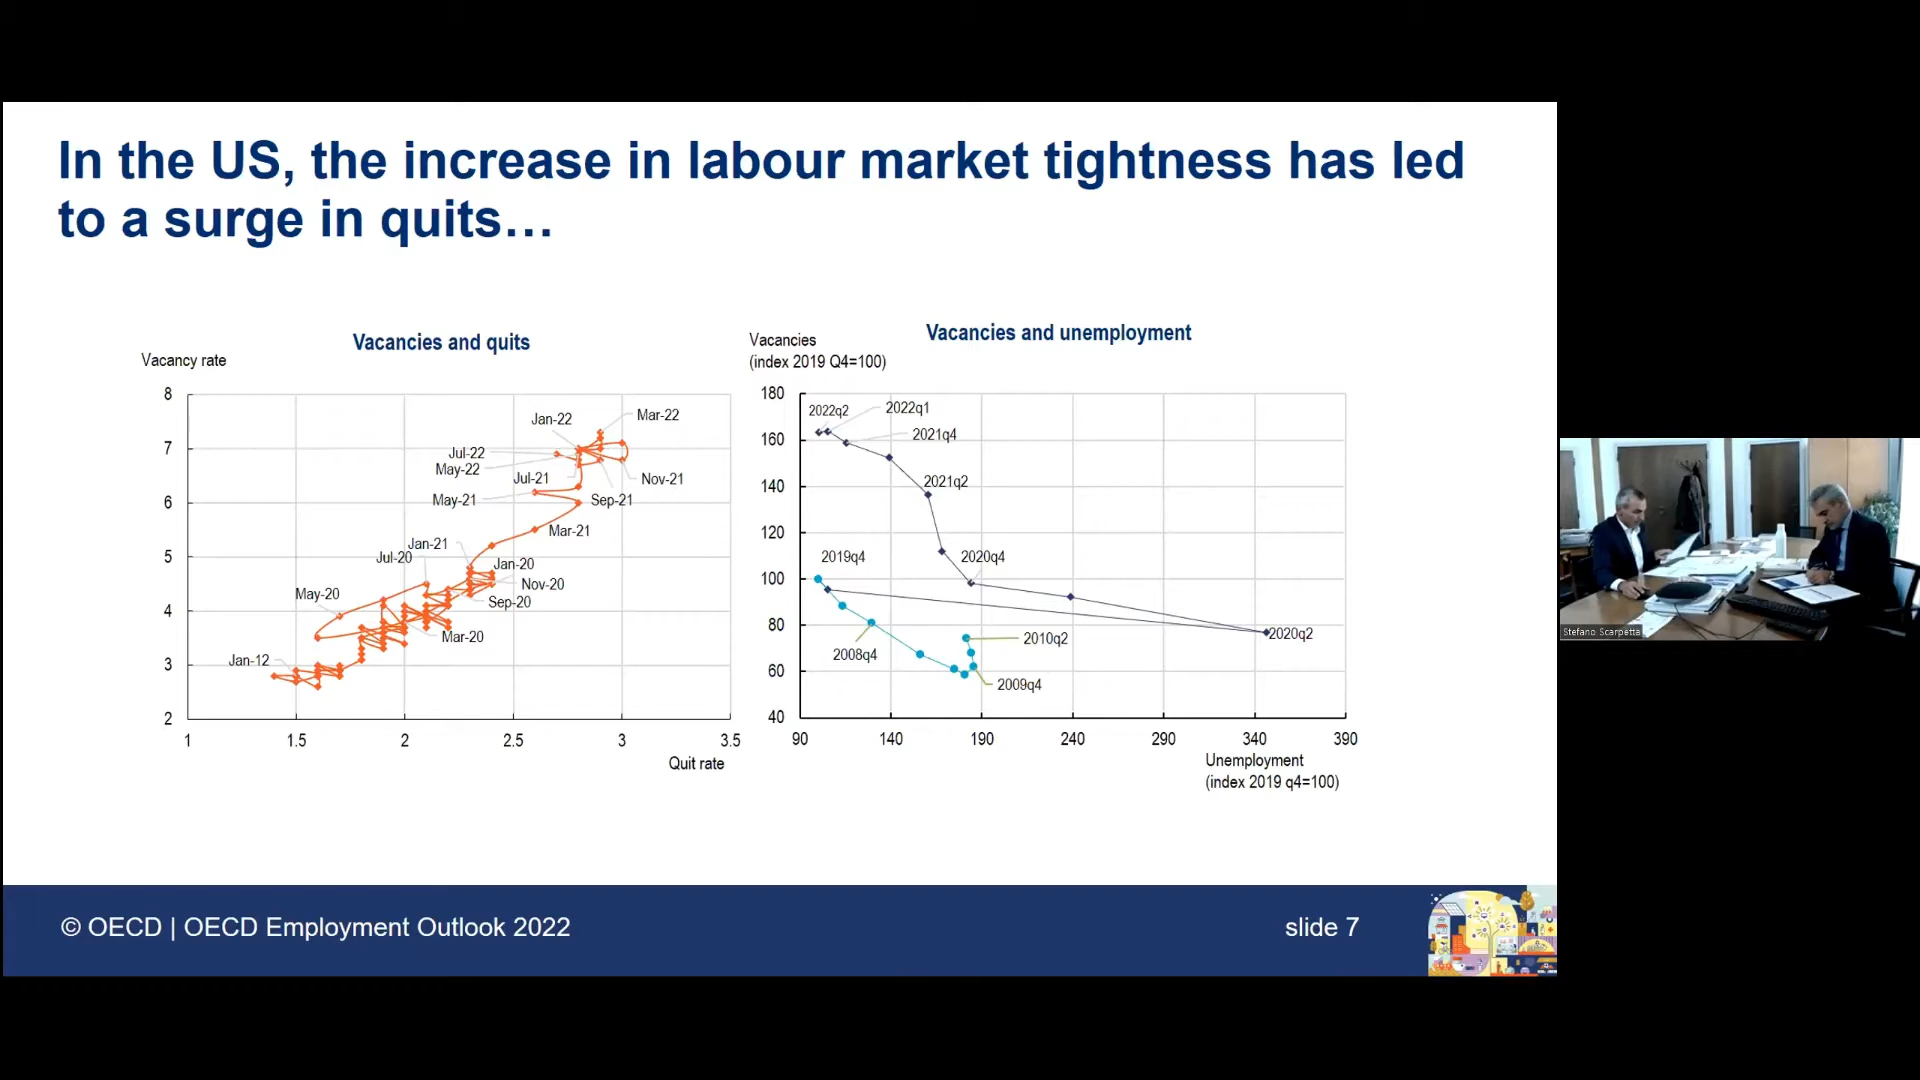 In the US, the increase in labour market tightness has led
to a surge in quits…
Vacancies and quits
Vacancy rate
8
7
6
5
4
3
2
1
1.5
2
2.5
3
3.5
Quit rate
Jan-22
Mar-22
Jul-22
May-22
Jul-21
Nov-21
May-21
Sep-21
Mar-21
Jan-21
Jul-20
Jan-20
Nov-20
May-20
Sep-20
Mar-20
Jan-12
Vacancies and unemployment
Vacancies
(index 2019 Q4=100)
180
160
140
120
100
80
60
40
90
140
190
240
290
340
390
Unemployment
(index 2019 q4=100)
2022q2
2022q1
2021q4
2021q2
2019q4
2020q4
2020q2
2010q2
2008q4
2009q4
Stefano Scarpetta
© OECD | OECD Employment Outlook 2022
slide 7